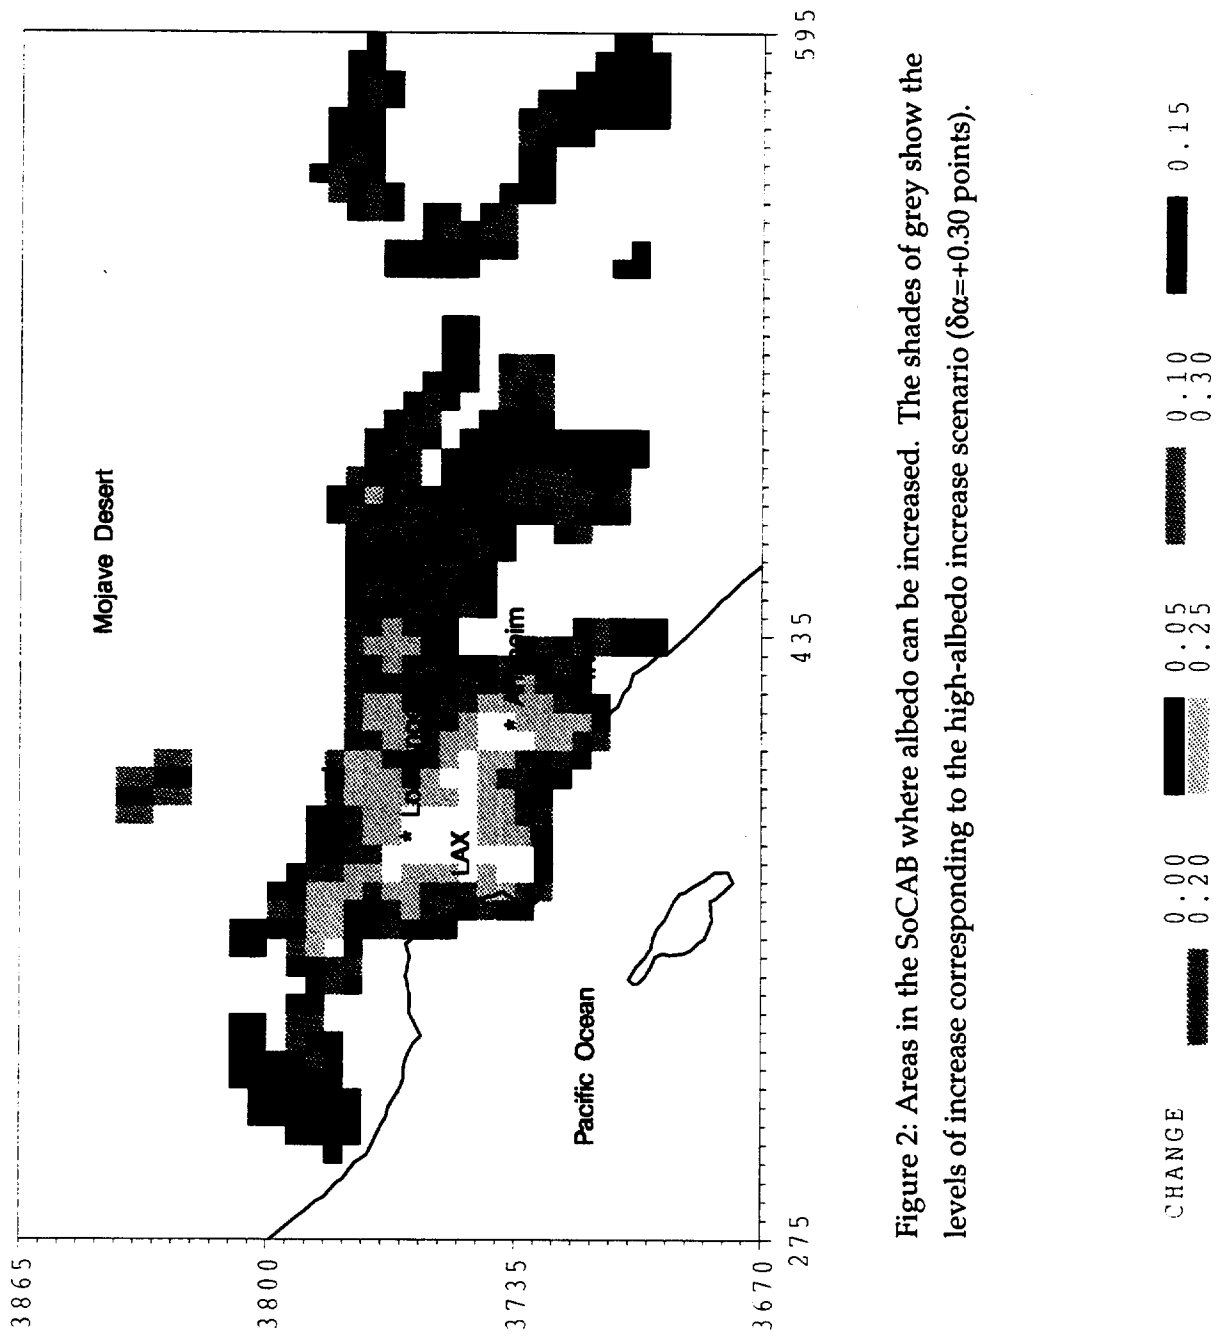 3865
3800
3735
3670
275
435
595
Mojave Desert
LAX
Pacific Ocean
Figure 2: Areas in the SoCAB where albedo can be increased. The shades of grey show the
levels of increase corresponding to the high-albedo increase scenario (δα=+0.30 points).
CHANGE 0.00 0.05 0.10 0.15
0.20 0.25 0.30